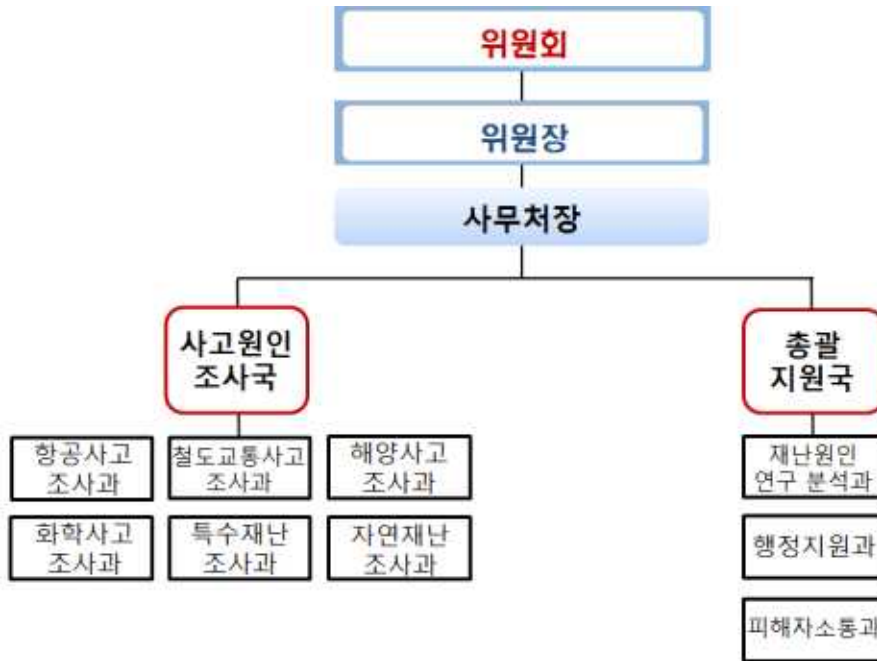 위원회
위원장
사무처장
사고원인
조사국
총괄
지원국
항공사고
조사과
철도교통사고
조사과
해양사고
조사과
재난원인
연구 분석과
화학사고
조사과
특수재난
조사과
자연재난
조사과
행정지원과
피해자소통과